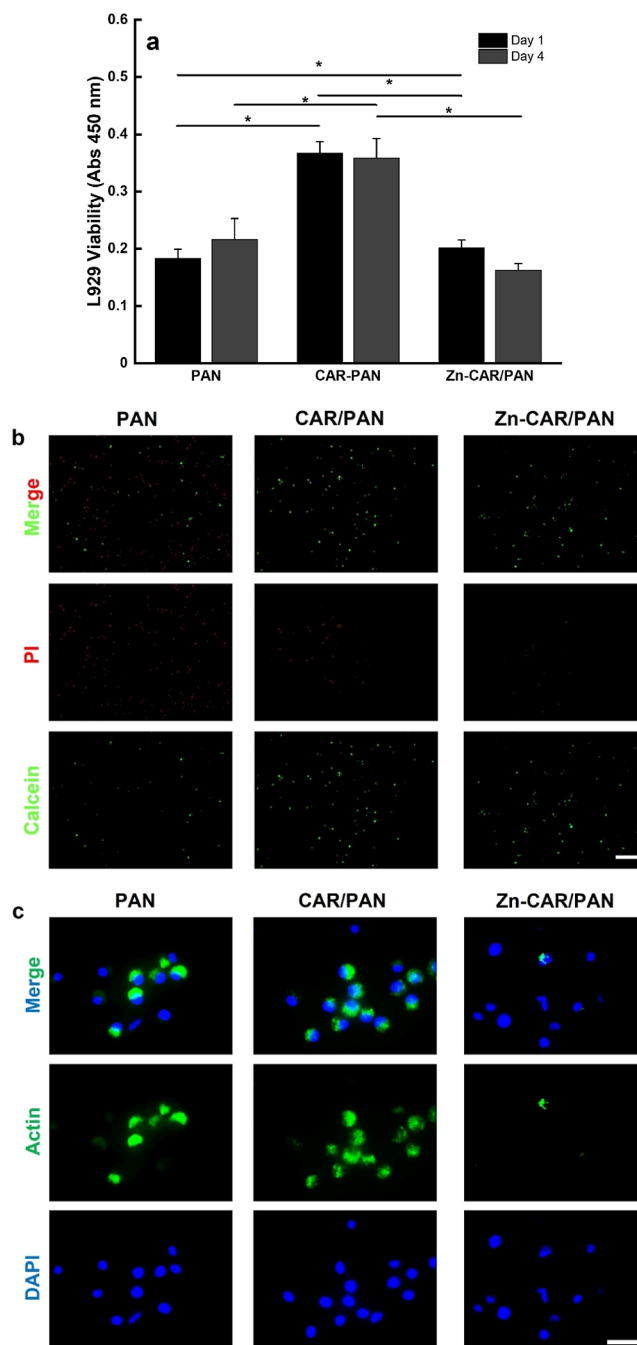 a
Day 1
Day 4
L929 Viability (Abs 450 nm)
0.6
0.5
0.4
0.3
0.2
0.1
0
*
*
*
*
*
PAN
CAR-PAN
Zn-CAR/PAN
b
PAN
CAR/PAN
Zn-CAR/PAN
Merge
PI
Calcein
c
PAN
CAR/PAN
Zn-CAR/PAN
Merge
Actin
DAPI